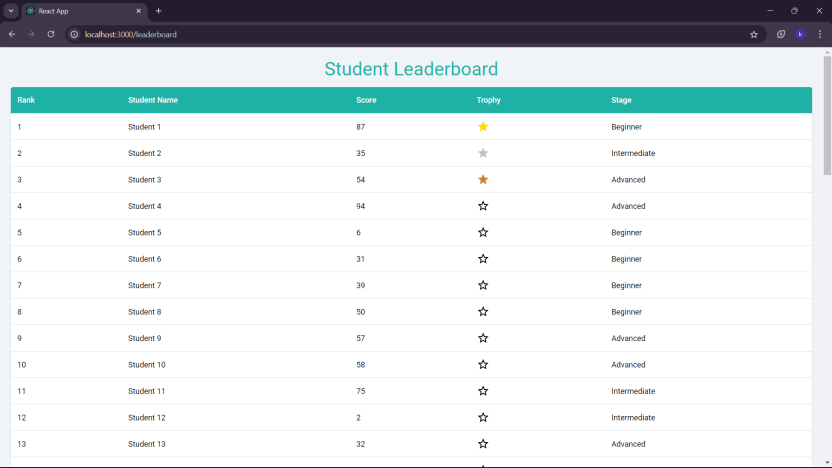 React App
localhost:3000/leaderboard
k
Student Leaderboard
Rank Student Name Score Trophy Stage
1 Student 1 87 Beginner
2 Student 2 35 Intermediate
3 Student 3 54 Advanced
4 Student 4 94 Advanced
5 Student 5 6 Beginner
6 Student 6 31 Beginner
7 Student 7 39 Beginner
8 Student 8 50 Beginner
9 Student 9 57 Advanced
10 Student 10 58 Advanced
11 Student 11 75 Intermediate
12 Student 12 2 Intermediate
13 Student 13 32 Advanced